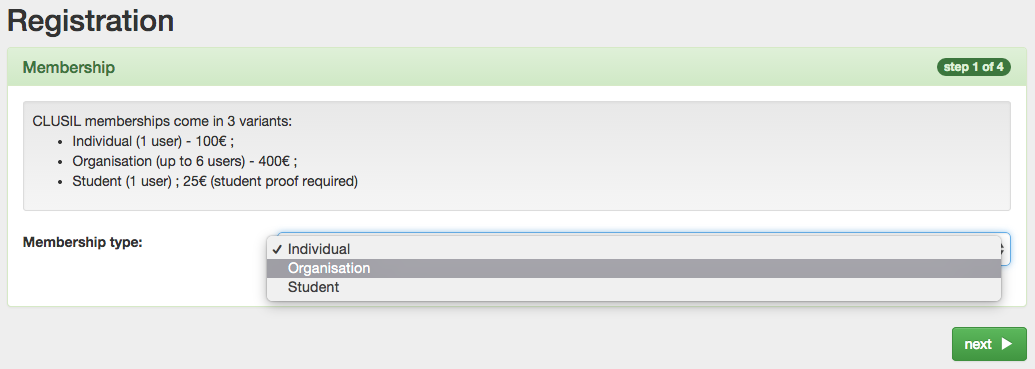 Registration
Membership
step 1 of 4
CLUSIL memberships come in 3 variants:
• Individual (1 user) - 100€ ;
• Organisation (up to 6 users) - 400€ ;
• Student (1 user) ; 25€ (student proof required)
Membership type:
✓ Individual
Organisation
Student
next ▶